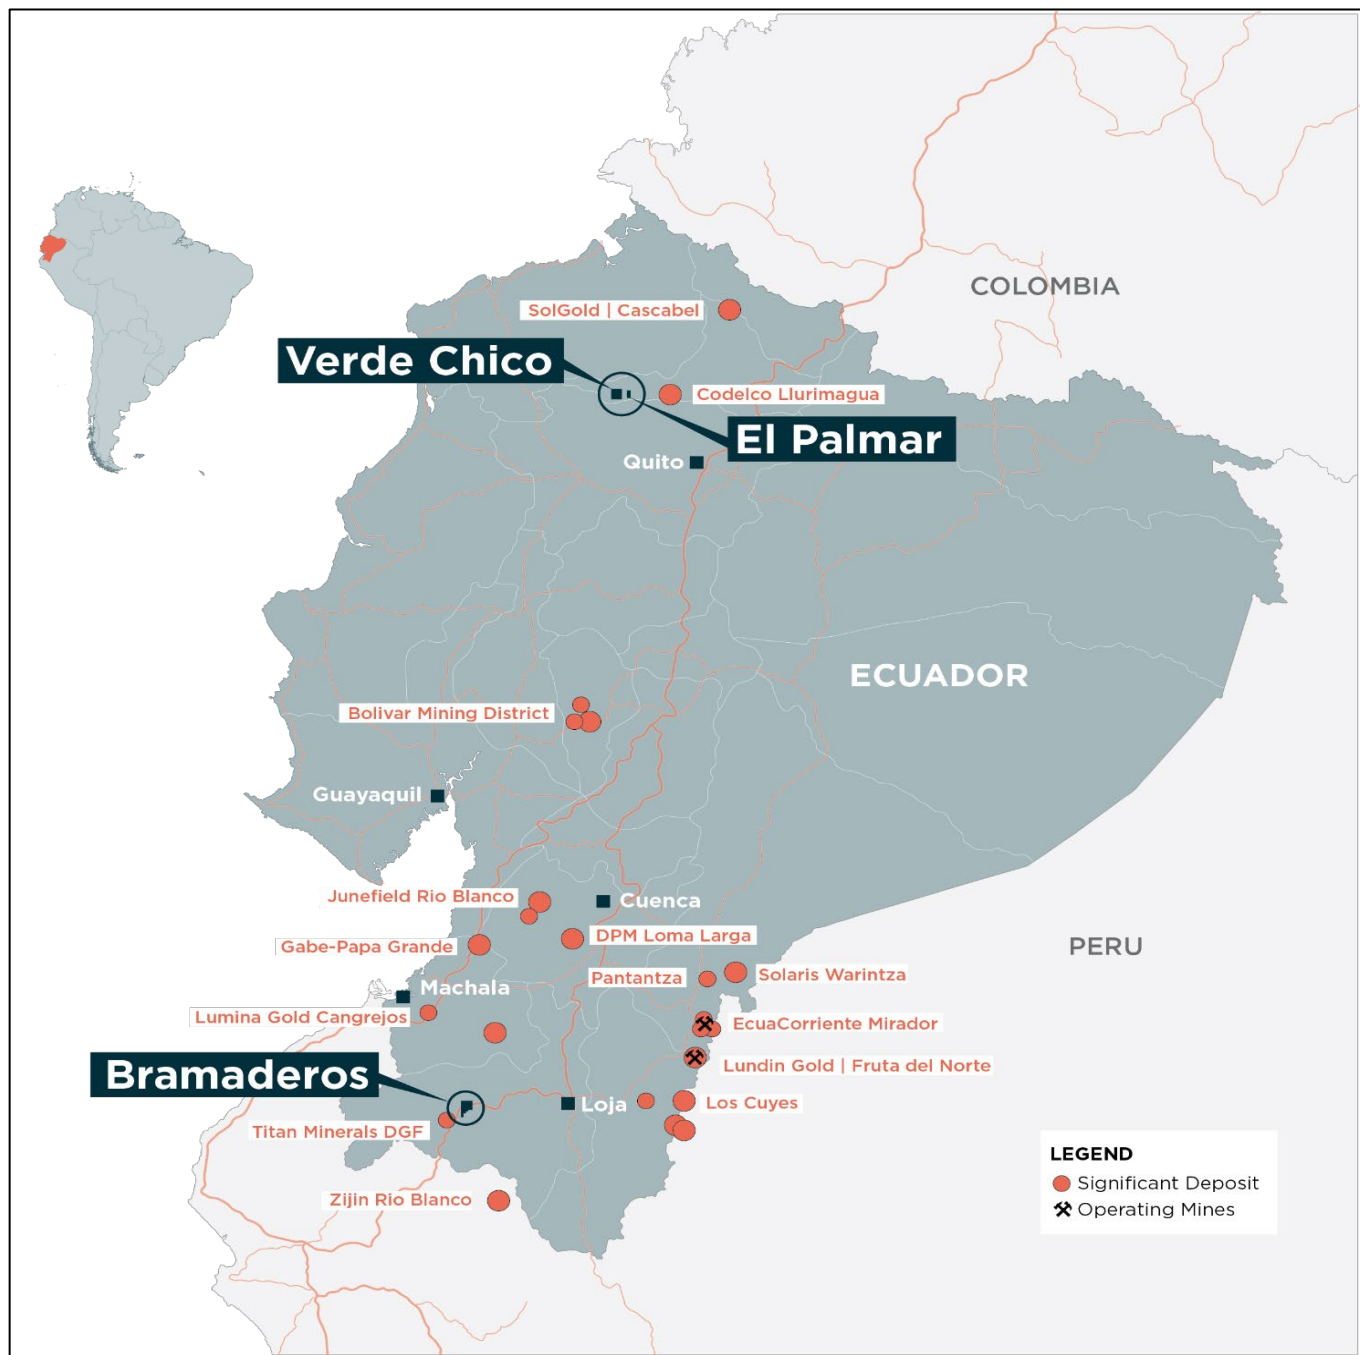 COLOMBIA
SolGold | Cascabel
Verde Chico
Codelco Llurimagua
El Palmar
Quito
ECUADOR
Bolivar Mining District
Guayaquil
Junefield Rio Blanco
Cuenca
DPM Loma Larga
Gabe-Papa Grande
PERU
Pantantza
Solaris Warintza
Machala
Lumina Gold Cangrejos
EcuaCorriente Mirador
Lundin Gold | Fruta del Norte
Bramaderos
Loja
Los Cuyes
Titan Minerals DGF
Zijin Rio Blanco
LEGEND
Significant Deposit
Operating Mines